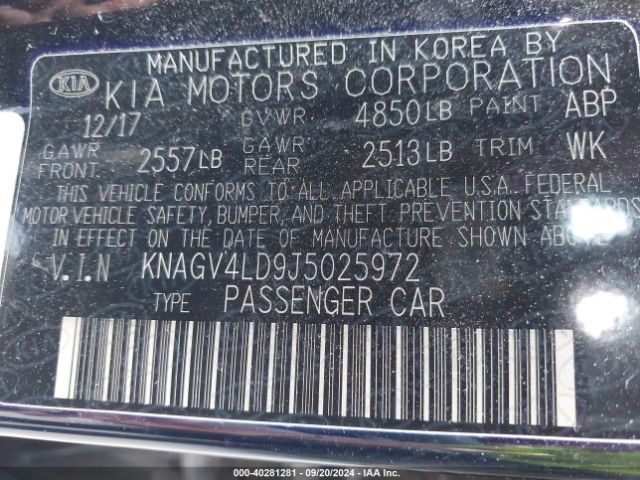 MANUFACTURED IN KOREA BY
KIA KIA MOTORS CORPORATION
12/17 GVWR 4850LB PAINT ABP
GAWR FRONT 2557LB GAWR REAR 2513LB TRIM WK
THIS VEHICLE CONFORMS TO ALL APPLICABLE U.S.A. FEDERAL
MOTOR VEHICLE SAFETY, BUMPER, AND THEFT PREVENTION STANDARDS
IN EFFECT ON THE DATE OF MANUFACTURE SHOWN ABOVE
V.I.N KNAGV4LD9J5025972
TYPE PASSENGER CAR
000-40281281 - 09/20/2024 - IAA Inc.